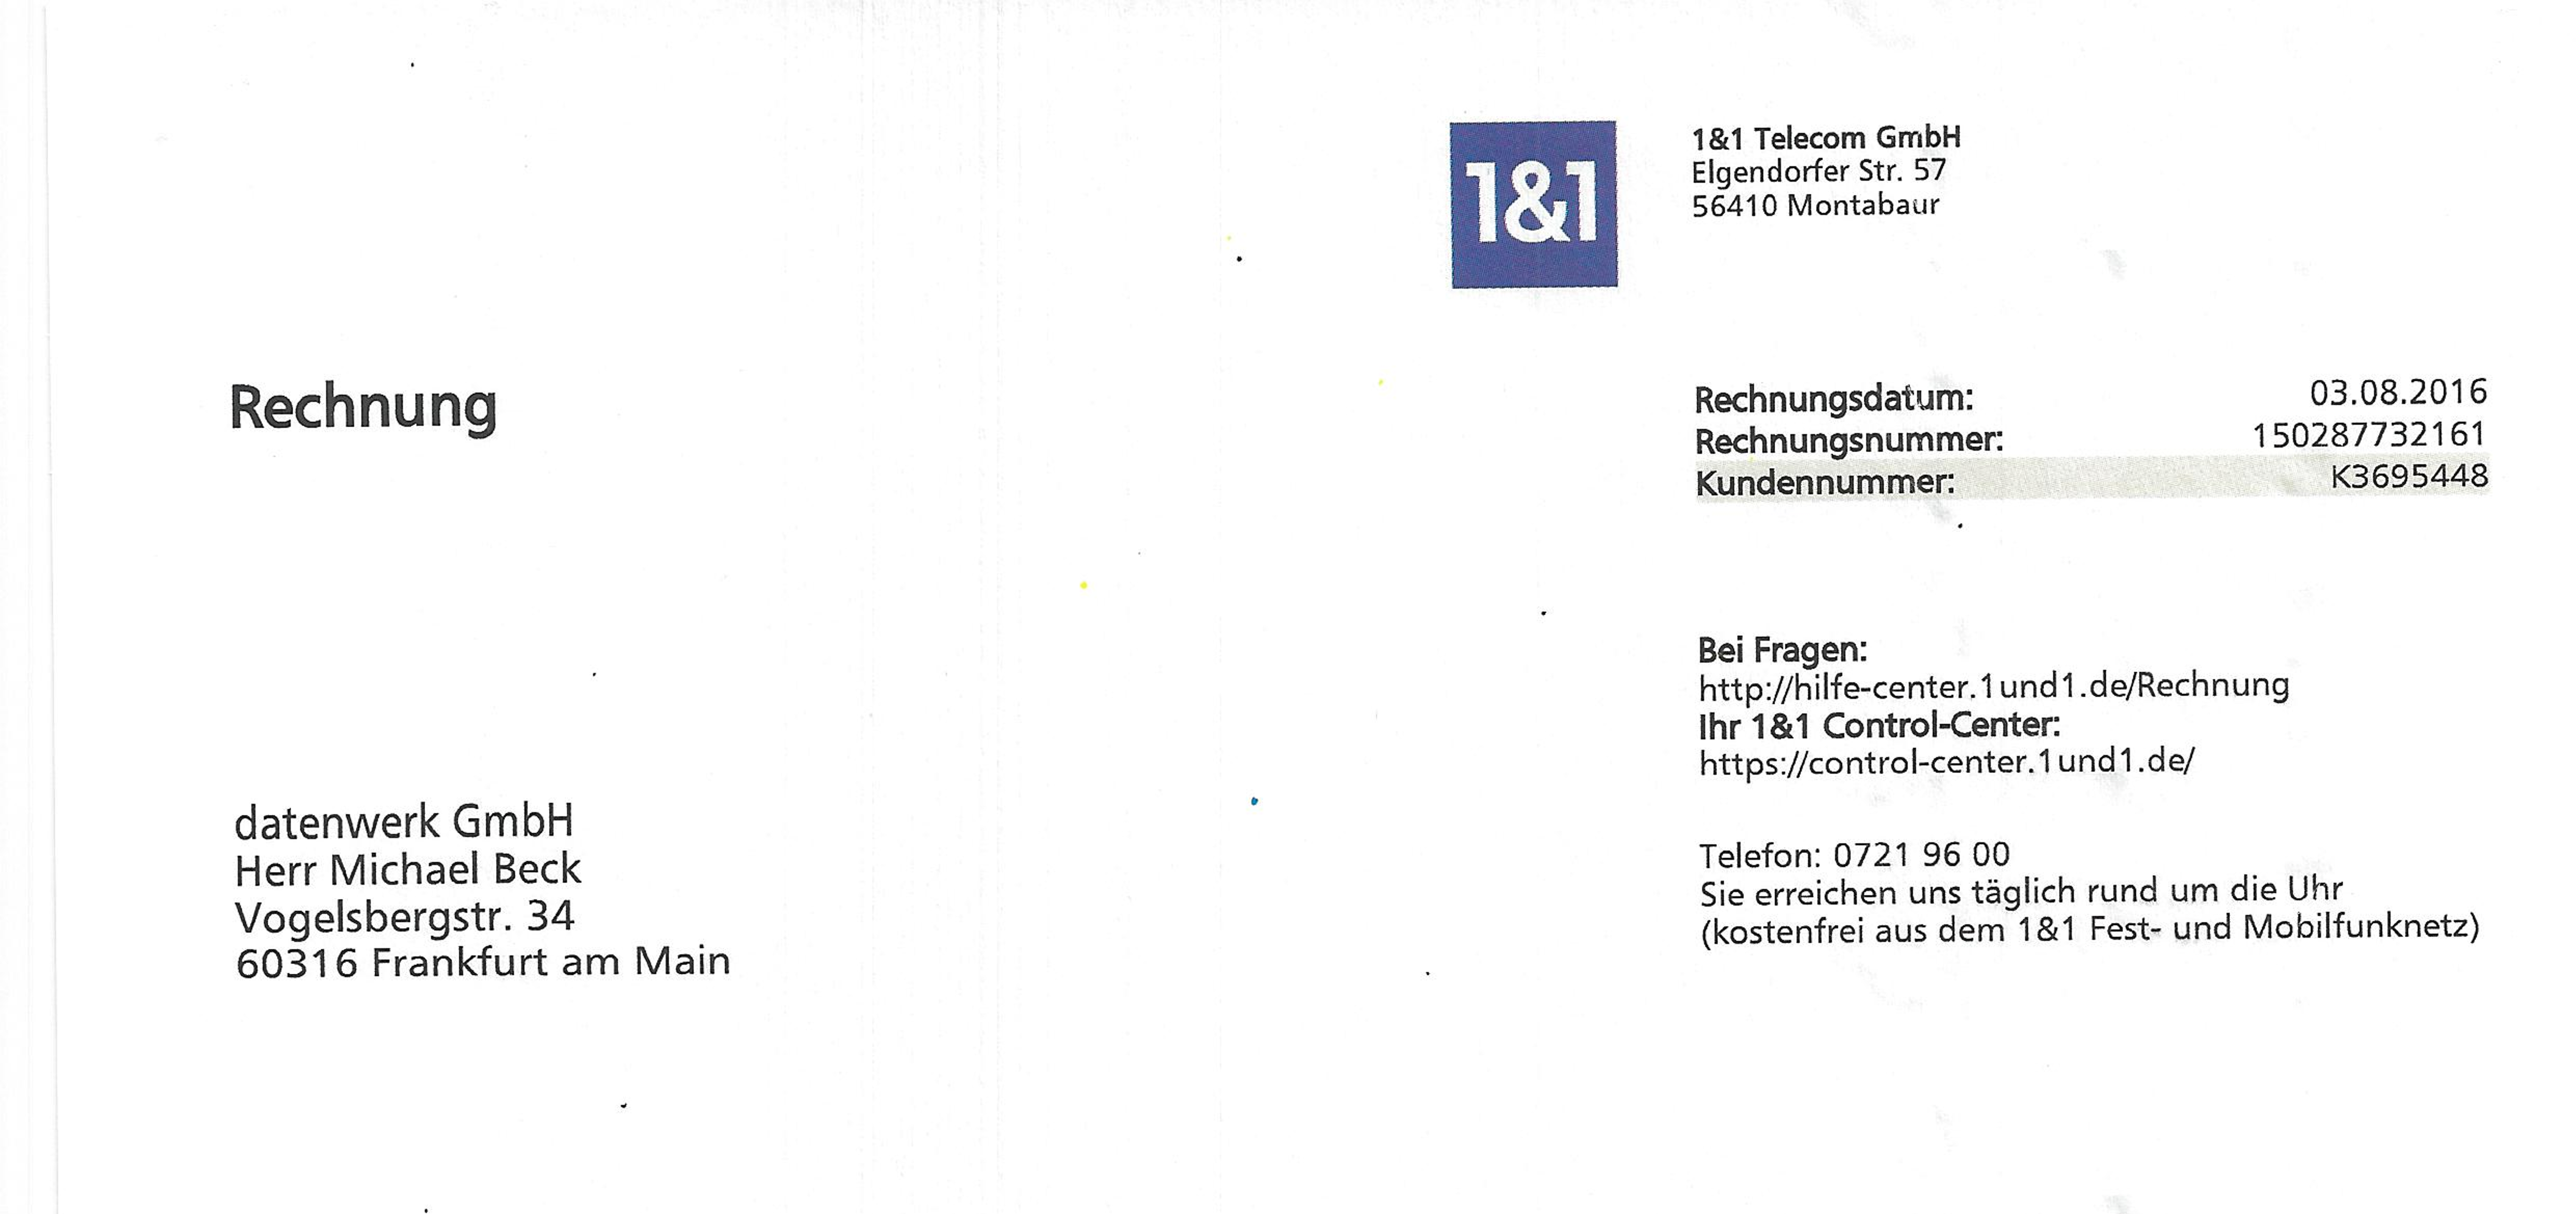 1&1
1&1 Telecom GmbH
Elgendorfer Str. 57
56410 Montabaur
Rechnung
Rechnungsdatum: 03.08.2016
Rechnungsnummer: 150287732161
Kundennummer: K3695448
Bei Fragen:
http://hilfe-center.1und1.de/Rechnung
Ihr 1&1 Control-Center:
https://control-center.1und1.de/
datenwerk GmbH
Herr Michael Beck
Vogelsbergstr. 34
60316 Frankfurt am Main
Telefon: 0721 96 00
Sie erreichen uns täglich rund um die Uhr
(kostenfrei aus dem 1&1 Fest- und Mobilfunknetz)